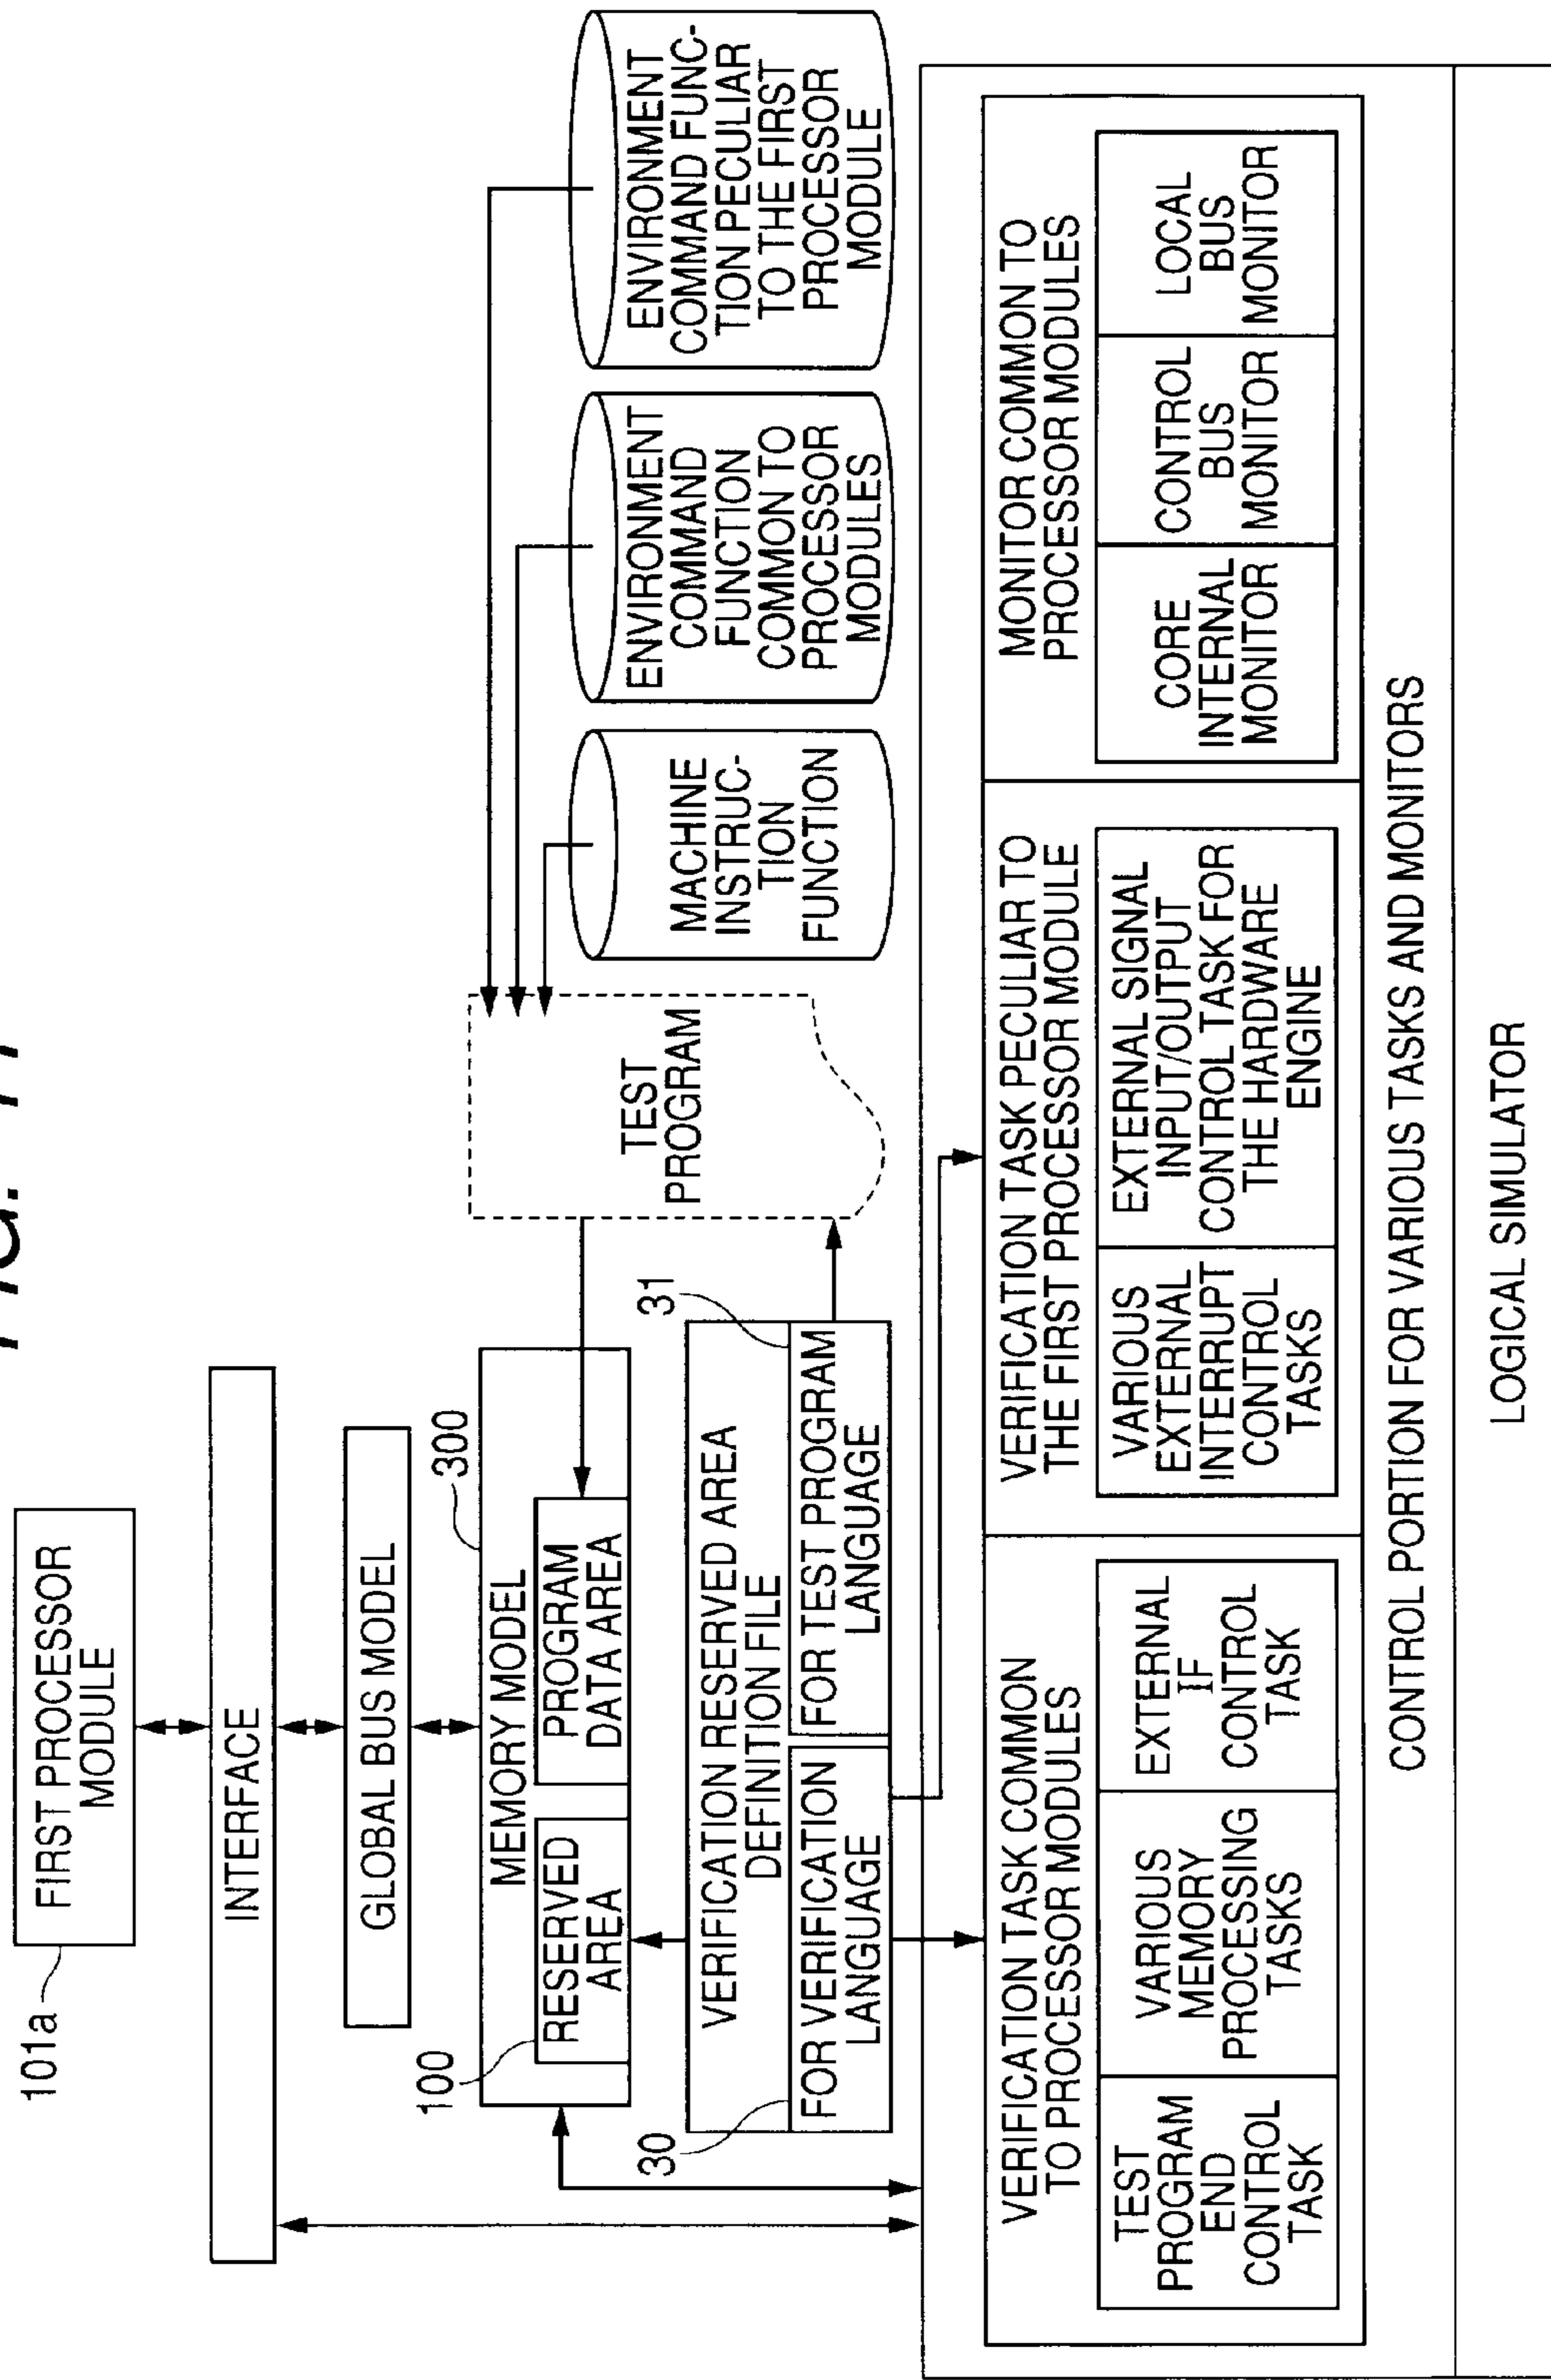 101a
FIRST PROCESSOR
MODULE
INTERFACE
GLOBAL BUS MODEL
300
MEMORY MODEL
100
RESERVED
AREA
PROGRAM
DATA AREA
30
31
VERIFICATION RESERVED AREA
DEFINITION FILE
FOR VERIFICATION
LANGUAGE
FOR TEST PROGRAM
LANGUAGE
TEST
PROGRAM
MACHINE
INSTRUC-
TION
FUNCTION
ENVIRONMENT
COMMAND
FUNCTION
COMMON TO
PROCESSOR
MODULES
ENVIRONMENT
COMMAND FUNC-
TION PECULIAR
TO THE FIRST
PROCESSOR
MODULE
VERIFICATION TASK COMMON
TO PROCESSOR MODULES
TEST
PROGRAM
END
CONTROL
TASK
VARIOUS
MEMORY
PROCESSING
TASKS
EXTERNAL
IF
CONTROL
TASK
VERIFICATION TASK PECULIAR TO
THE FIRST PROCESSOR MODULE
VARIOUS
EXTERNAL
INTERRUPT
CONTROL
TASKS
EXTERNAL SIGNAL
INPUT/OUTPUT
CONTROL TASK FOR
THE HARDWARE
ENGINE
MONITOR COMMON TO
PROCESSOR MODULES
CORE
INTERNAL
MONITOR
CONTROL
BUS
MONITOR
LOCAL
BUS
MONITOR
CONTROL PORTION FOR VARIOUS TASKS AND MONITORS
LOGICAL SIMULATOR